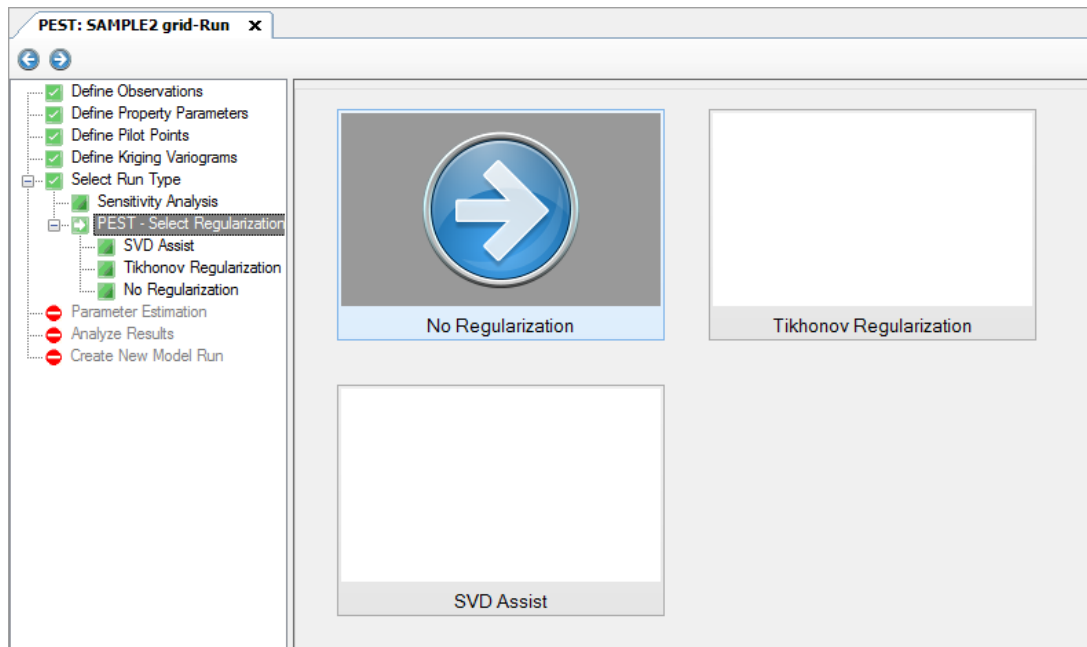 PEST: SAMPLE2 grid-Run X
Define Observations
Define Property Parameters
Define Pilot Points
Define Kriging Variograms
Select Run Type
Sensitivity Analysis
PEST - Select Regularization
SVD Assist
Tikhonov Regularization
No Regularization
Parameter Estimation
Analyze Results
Create New Model Run
No Regularization
Tikhonov Regularization
SVD Assist